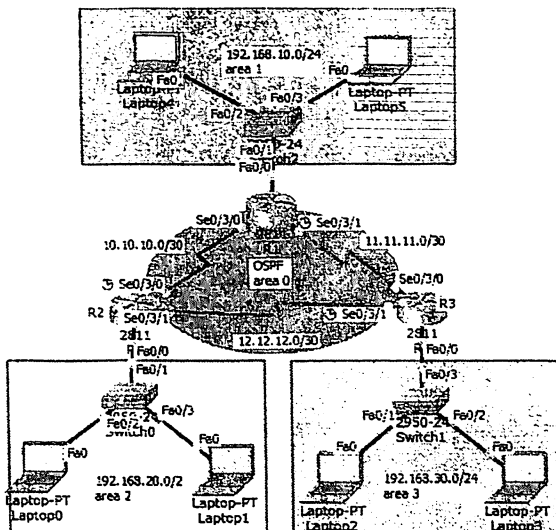 192.168.10.0/24
area 1
Fa0
Fa0
Laptop4
Laptop-PT
Laptop5
Fa0/2
Fa0/3
Fa0/1
Fa0/0
Se0/3/0
Se0/3/1
10.10.10.0/30
11.11.11.0/30
R1
OSPF
area 0
Se0/3/0
Se0/3/0
R2
R3
Se0/3/1
Se0/3/1
2811
2811
12.12.12.0/30
Fa0/0
Fa0/0
Fa0/1
Fa0/3
Fa0/2
Fa0/3
Switch0
Fa0/1
2950-24
Fa0/2
Switch1
Fa0
Fa0
Fa0
Fa0
192.168.20.0/2
area 2
192.168.30.0/24
area 3
Laptop-PT
Laptop0
Laptop-PT
Laptop1
Laptop-PT
Laptop2
Laptop-PT
Laptop3